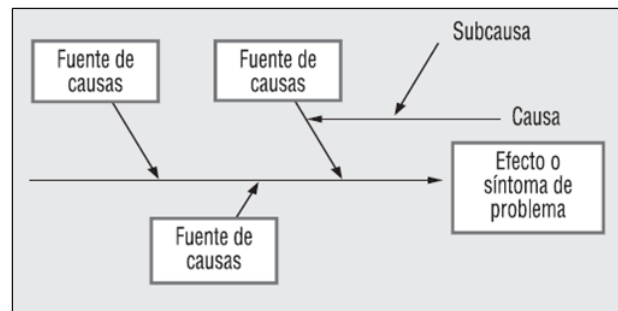 Fuente de
causas
Fuente de
causas
Subcausa
Causa
Efecto o
síntoma de
problema
Fuente de
causas